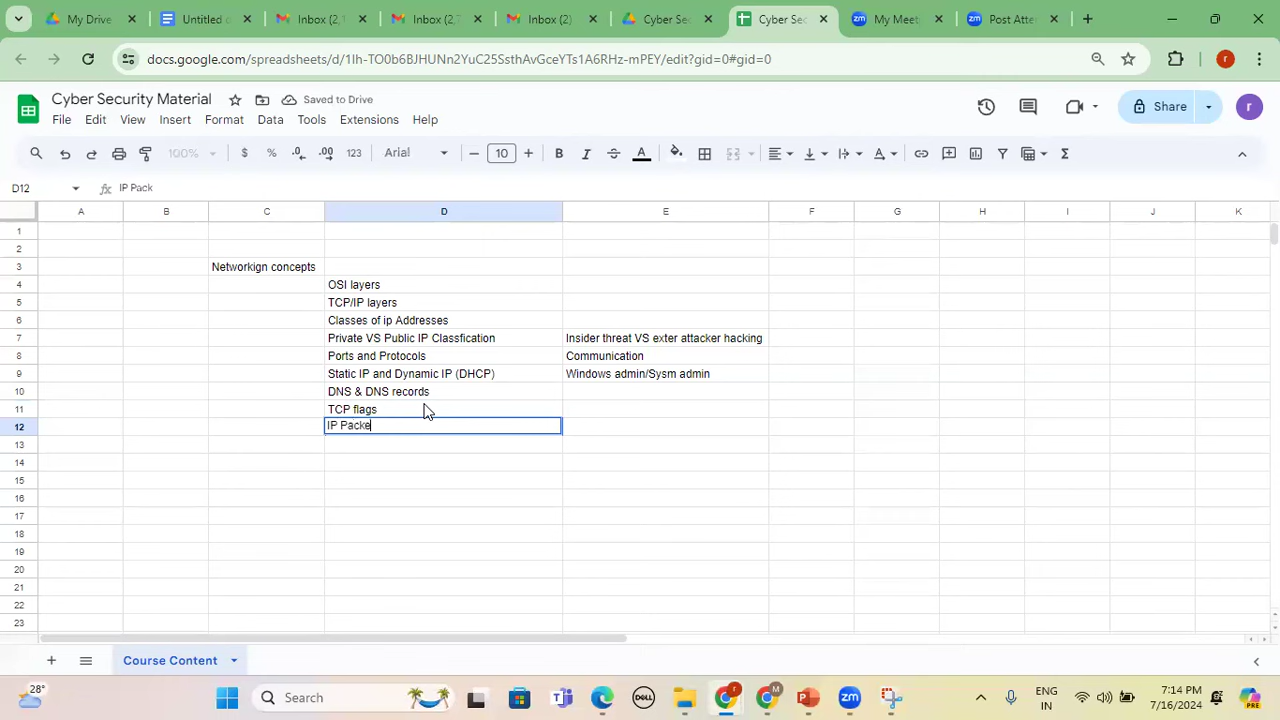 My Drive
Untitled d
Inbox (2,1
Inbox (2,7
Inbox (2)
Cyber Sec
Cyber Sec
My Meet
Post Atte
docs.google.com/spreadsheets/d/1Ih-TO0b6BJHUNn2YuC25SsthAvGceYTs1A6RHz-mPEY/edit?gid=0#gid=0
r
Cyber Security Material
Saved to Drive
File Edit View Insert Format Data Tools Extensions Help
Share
r
100% $ % .0 .00 123 Arial 10 B I A
D12 fx IP Pack
A B C D E F G H I J K
1
2
3 Networkign concepts
4 OSI layers
5 TCP/IP layers
6 Classes of ip Addresses
7 Private VS Public IP Classfication Insider threat VS exter attacker hacking
8 Ports and Protocols Communication
9 Static IP and Dynamic IP (DHCP) Windows admin/Sysm admin
10 DNS & DNS records
11 TCP flags
12 IP Packe
13
14
15
16
17
18
19
20
21
22
23
Course Content
28°
Search
DELL
zm
ENG
IN
7:14 PM
7/16/2024
PRE